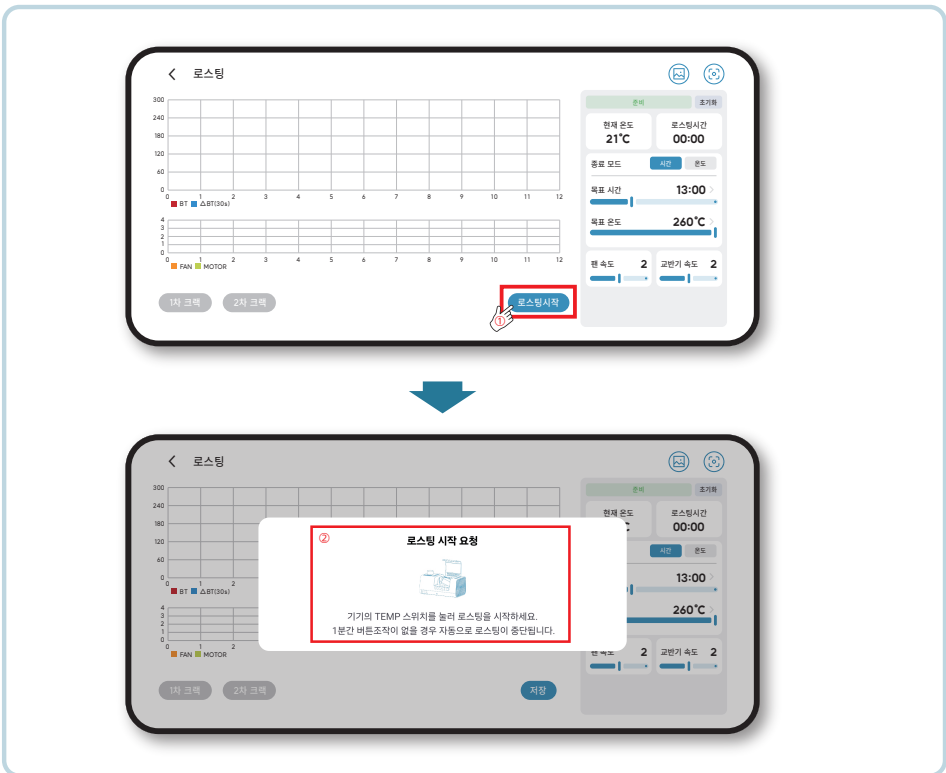 로스팅
준비 초기화
300
240
180
120
60
0
0 1 2 3 4 5 6 7 8 9 10 11 12
BT △BT(30s)
4
3
2
1
0
0 1 2 3 4 5 6 7 8 9 10 11 12
FAN MOTOR
현재 온도 로스팅시간
21℃ 00:00
종료 모드 시간 온도
목표 시간 13:00 >
목표 온도 260℃ >
팬 속도 2 교반기 속도 2
1차 크랙 2차 크랙 로스팅시작
①
로스팅
준비 초기화
300
240
180
120
60
0
0 1 2
BT △BT(30s)
4
3
2
1
0
0 1 2
FAN MOTOR
현재 온도 로스팅시간
00:00
시간 온도
13:00 >
260℃ >
팬 속도 2 교반기 속도 2
② 로스팅 시작 요청
기기의 TEMP 스위치를 눌러 로스팅을 시작하세요.
1분간 버튼조작이 없을 경우 자동으로 로스팅이 중단됩니다.
1차 크랙 2차 크랙 저장